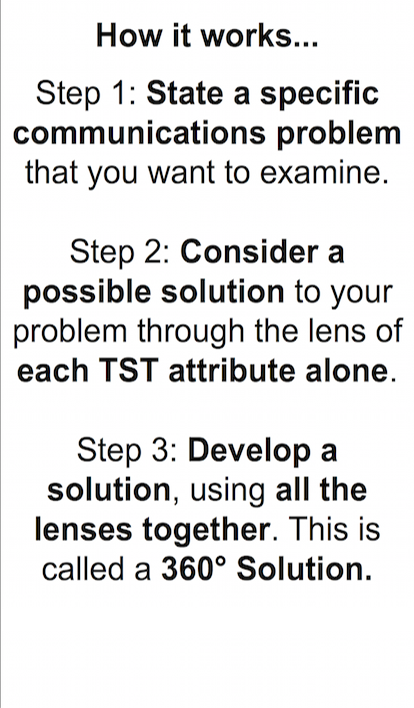 How it works...
Step 1: State a specific
communications problem
that you want to examine.
Step 2: Consider a
possible solution to your
problem through the lens of
each TST attribute alone.
Step 3: Develop a
solution, using all the
lenses together. This is
called a 360° Solution.